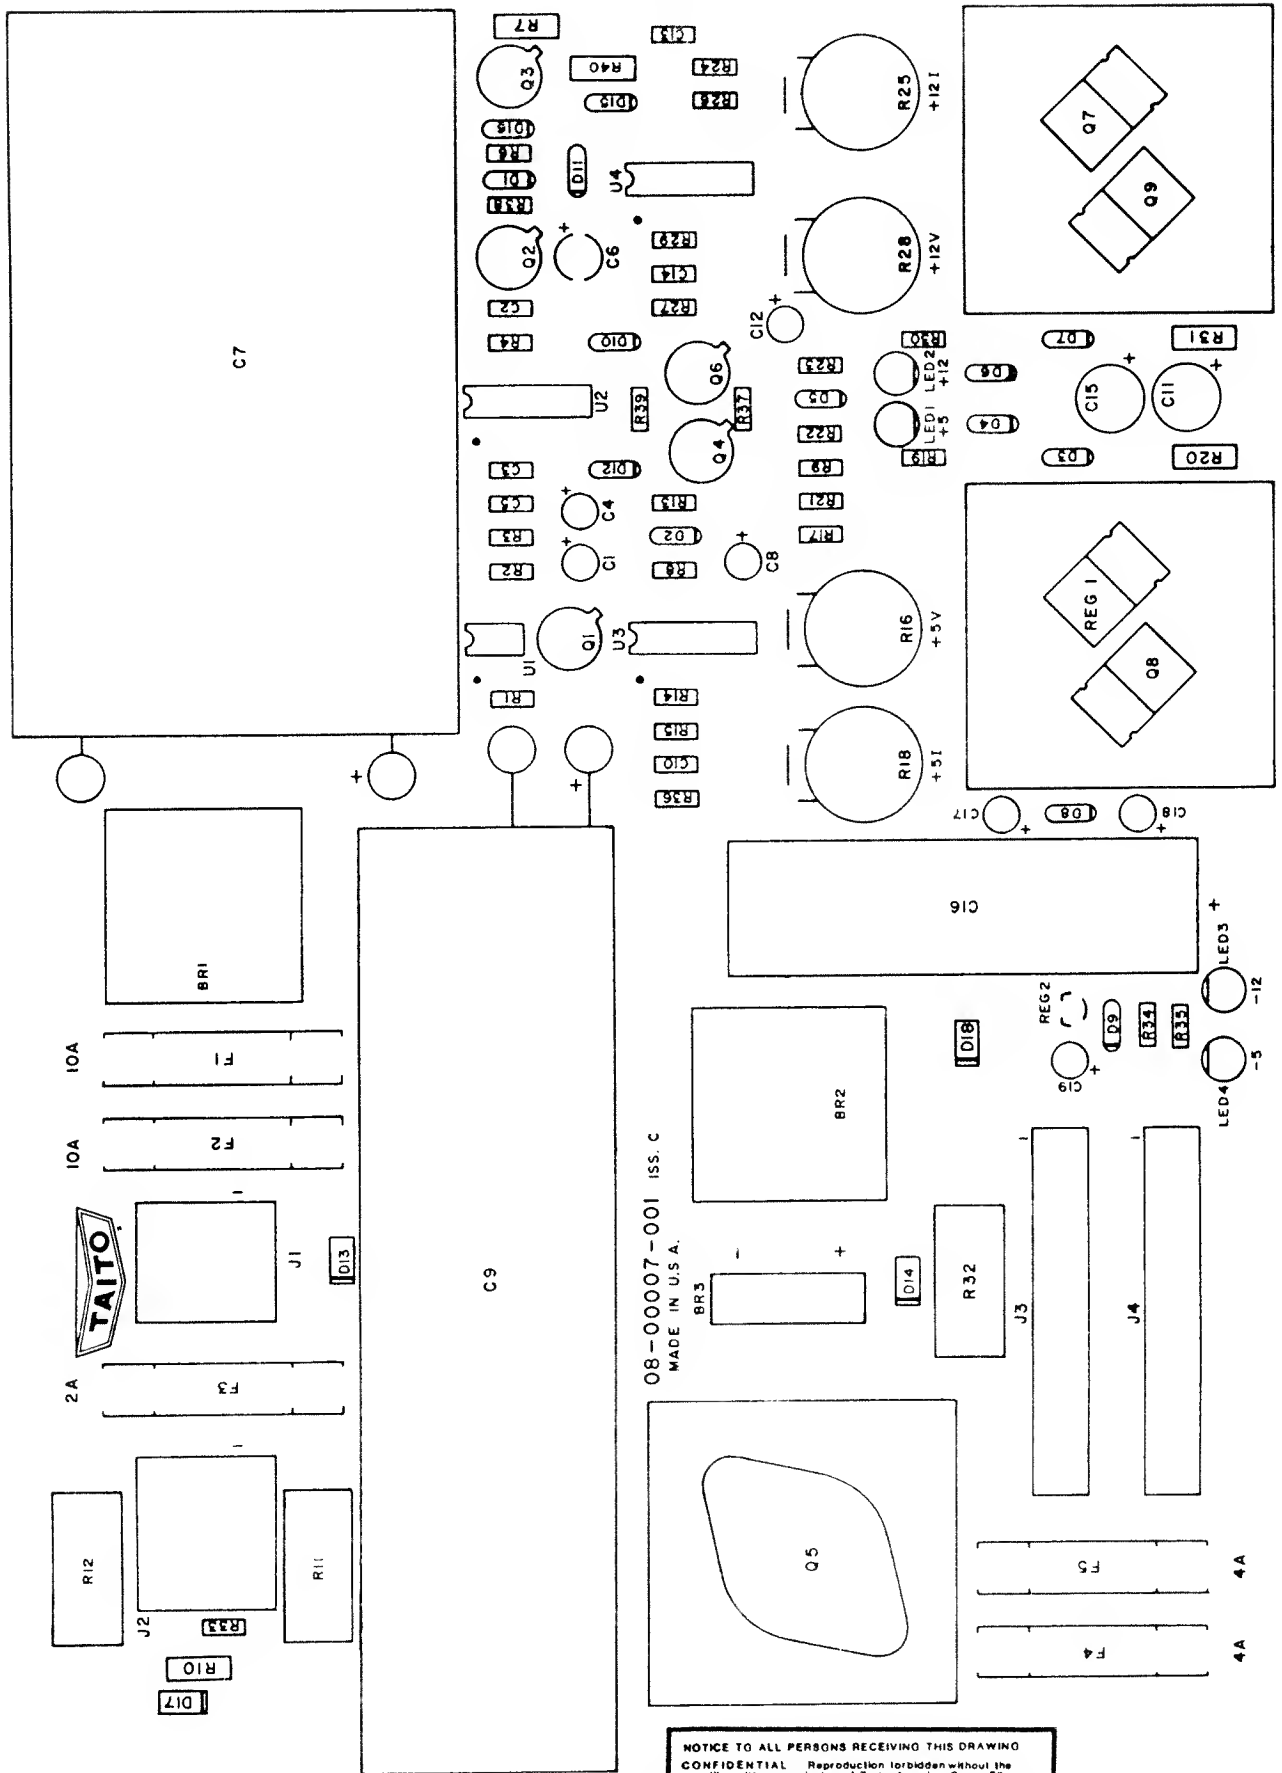 R7
C13
Q3
R40
R24
D15
R26
R25
+12I
Q7
D16
R6
D1
D11
U4
R38
Q9
Q2
+
C6
R29
C14
R28
+12V
C2
R27
C12
+
R4
D10
R30
D7
R31
C7
Q6
R23
LED2
+12
D6
+
+
C15
C11
U2
R39
R37
D5
LED1
+5
D4
R22
Q4
R19
D3
R20
C3
D12
R9
C5
+
C4
R13
R21
R3
D2
+
R17
R2
+
C1
R8
C8
REG 1
U1
Q1
U3
R16
+5V
Q8
R1
R14
R15
+
+
C10
R18
+5I
R36
C17
+
D8
C18
+
BR1
C16
+
LED3
-12
REG2
10A
F1
D18
D9
R34
R35
C19
+
-5
LED4
BR2
10A
F2
-
-
-
TAITO
J1
D13
C9
08-00007-001 ISS. C
MADE IN U.S A.
-
+
BR3
D14
R32
J3
J4
2A
F3
-
R12
J2
R11
R33
R10
D17
Q5
F5
4A
F4
4A
NOTICE TO ALL PERSONS RECEIVING THIS DRAWING
CONFIDENTIAL Reproduction forbidden without the